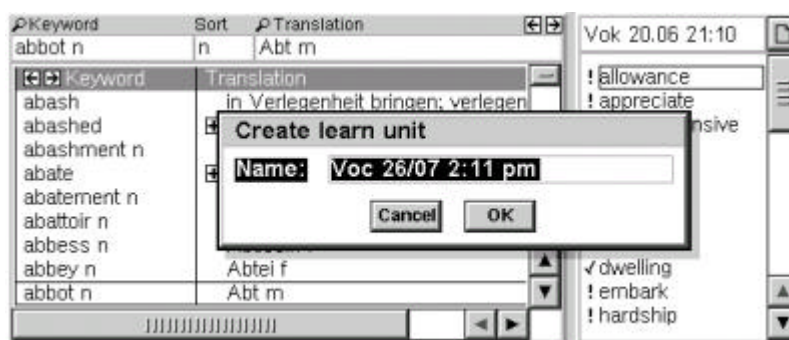 Keyword Sort Translation
abbot n n Abt m
Keyword Translation
abash in Verlegenheit bringen; verlegen
abashed
abashment n
abate
abatement n
abattoir n
abbess n
abbey n Abtei f
abbot n Abt m
Create learn unit
Name: Voc 26/07 2:11 pm
Cancel OK
Vok 20.06 21:10
! allowance
! appreciate
nsive
✓ dwelling
! embark
! hardship